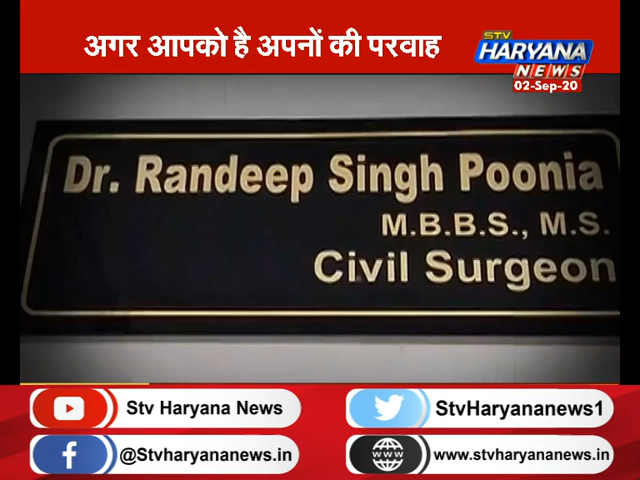 अगर आपको है अपनों की परवाह
STV
HARYANA
NEWS
02-Sep-20
Dr. Randeep Singh Poonia
M.B.B.S., M.S.
Civil Surgeon
Stv Haryana News
StvHaryananews1
@Stvharyananews.in
www.stvharyananews.in